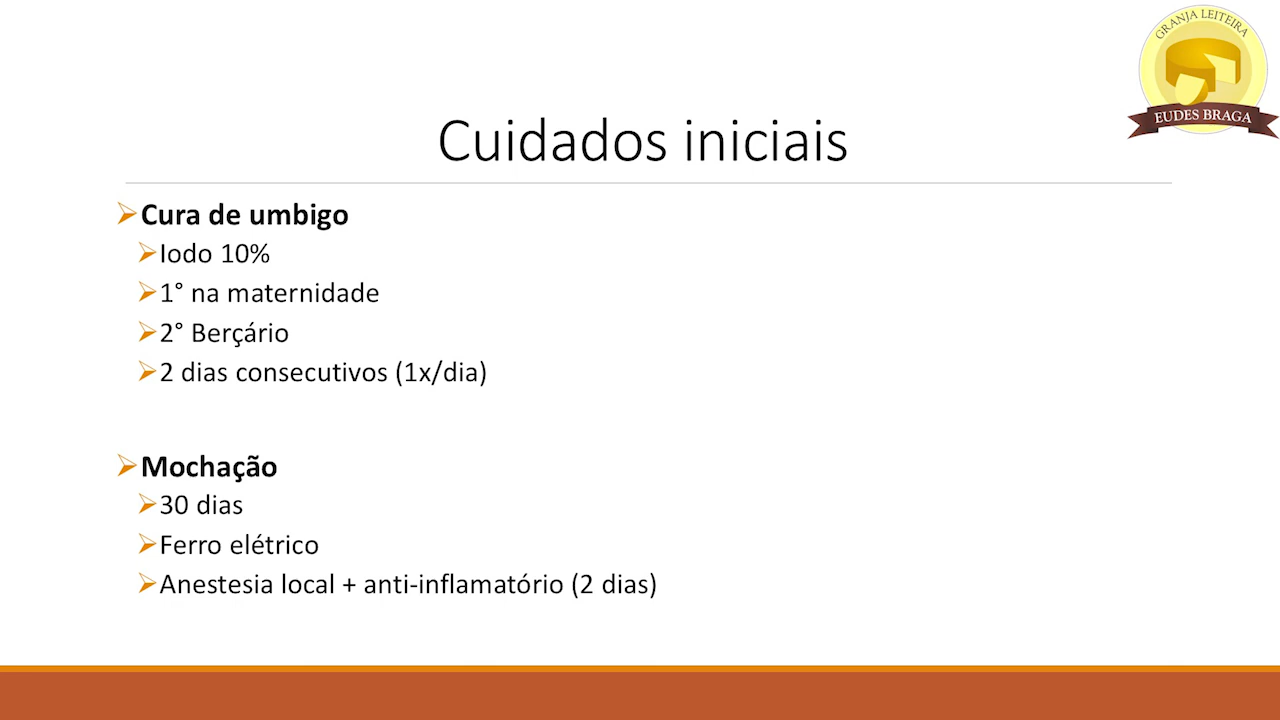 GRANJA LEITEIRA
EUDES BRAGA
Cuidados iniciais
Cura de umbigo
Iodo 10%
1° na maternidade
2° Berçário
2 dias consecutivos (1x/dia)
Mochação
30 dias
Ferro elétrico
Anestesia local + anti-inflamatório (2 dias)